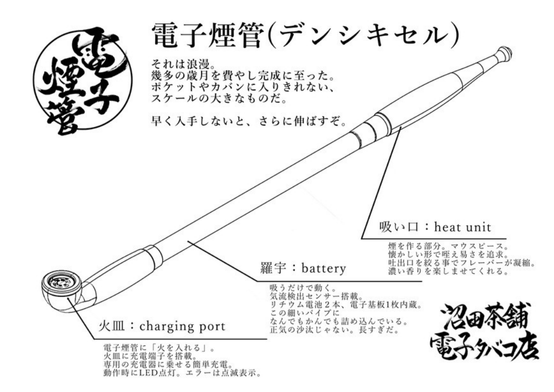 電子煙管
電子煙管(デンシキセル)
それは浪漫。
幾多の歳月を費やし完成に至った。
ポケットやカバンに入りきれない、
スケールの大きなものだ。
早く入手しないと、さらに伸ばすぞ。
吸い口：heat unit
煙を作る部分。マウスピース。
懐かしい形で咥え易さを追求。
吐出口を絞る事でフレーバーが凝縮。
濃い香りを楽しませてくれる。
羅宇：battery
吸うだけで動く。
気流検出センサー搭載。
リチウム電池２本、電子基板1枚内蔵。
この細いパイプに
なんでもかんでも詰め込んでいる。
正気の沙汰じゃない。長すぎだ。
火皿：charging port
電子煙管に「火を入れる」。
火皿に充電端子を搭載。
専用の充電器に乗せる簡単充電。
動作時にLED点灯。エラーは点滅表示。
沼田茶舗
電子タバコ店